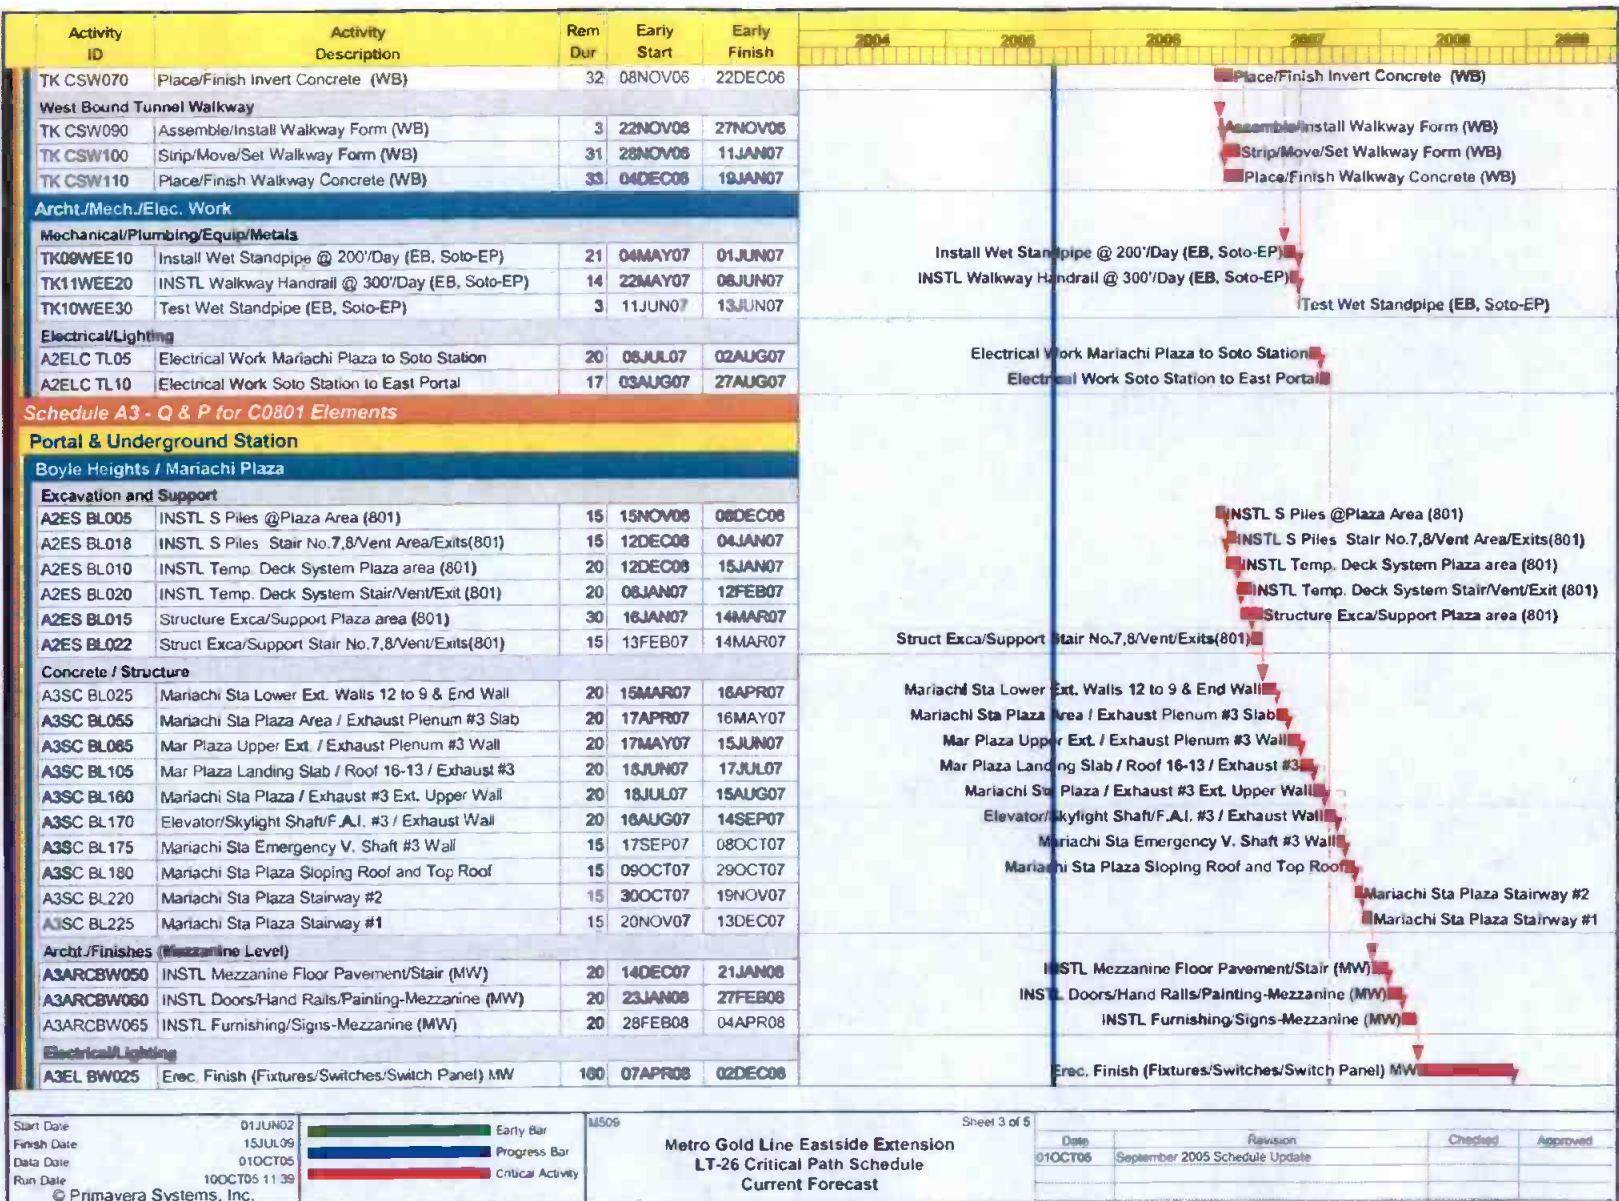 Activity ID Activity Description Rem Dur Early Start Early Finish 2004 2005 2006 2007 2008 2009
TK CSW070 Place/Finish Invert Concrete (WB) 32 08NOV06 22DEC06 Place/Finish Invert Concrete (WB)
West Bound Tunnel Walkway
TK CSW090 Assemble/Install Walkway Form (WB) 3 22NOV06 27NOV06 Assemble/Install Walkway Form (WB)
TK CSW100 Strip/Move/Set Walkway Form (WB) 31 28NOV06 11JAN07 Strip/Move/Set Walkway Form (WB)
TK CSW110 Place/Finish Walkway Concrete (WB) 33 04DEC06 19JAN07 Place/Finish Walkway Concrete (WB)
Archt./Mech./Elec. Work
Mechanical/Plumbing/Equip/Metals
TK09WEE10 Install Wet Standpipe @ 200'/Day (EB, Soto-EP) 21 04MAY07 01JUN07 Install Wet Standpipe @ 200'/Day (EB, Soto-EP)
TK11WEE20 INSTL Walkway Handrail @ 300'/Day (EB, Soto-EP) 14 22MAY07 INSTL Walkway Handrail @ 300'/Day (EB, Soto-EP)
TK10WEE30 Test Wet Standpipe (EB, Soto-EP) 3 11JUN07 13JUN07 Test Wet Standpipe (EB, Soto-EP)
Electrical/Lighting
A2ELC TL05 Electrical Work Mariachi Plaza to Soto Station 20 02AUG07 Electrical Work Mariachi Plaza to Soto Station
A2ELC TL10 Electrical Work Soto Station to East Portal 17 03AUG07 27AUG07 Electrical Work Soto Station to East Portal
Schedule A3 - Q & P for C0801 Elements
Portal & Underground Station
Boyle Heights / Mariachi Plaza
Excavation and Support
A2ES BL005 INSTL S Piles @Plaza Area (801) 15 15NOV06 INSTL S Piles @Plaza Area (801)
A2ES BL018 INSTL S Piles Stair No.7,8/Vent Area/Exits(801) 15 12DEC06 04JAN07 INSTL S Piles Stair No.7,8/Vent Area/Exits(801)
A2ES BL010 INSTL Temp. Deck System Plaza area (801) 20 12DEC06 15JAN07 INSTL Temp. Deck System Plaza area (801)
A2ES BL020 INSTL Temp. Deck System Stair/Vent/Exit (801) 20 12FEB07 INSTL Temp. Deck System Stair/Vent/Exit (801)
A2ES BL015 Structure Exca/Support Plaza area (801) 30 16JAN07 14MAR07 Structure Exca/Support Plaza area (801)
A2ES BL022 Struct Exca/Support Stair No.7,8/Vent/Exits(801) 15 13FEB07 14MAR07 Struct Exca/Support Stair No.7,8/Vent/Exits(801)
Concrete / Structure
A3SC BL025 Mariachi Sta Lower Ext. Walls 12 to 9 & End Wall 20 15MAR07 16APR07 Mariachi Sta Lower Ext. Walls 12 to 9 & End Wall
A3SC BL055 Mariachi Sta Plaza Area / Exhaust Plenum #3 Slab 20 17APR07 16MAY07 Mariachi Sta Plaza Area / Exhaust Plenum #3 Slab
A3SC BL085 Mar Plaza Upper Ext. / Exhaust Plenum #3 Wall 20 17MAY07 15JUN07 Mar Plaza Upper Ext. / Exhaust Plenum #3 Wall
A3SC BL105 Mar Plaza Landing Slab / Roof 16-13 / Exhaust #3 20 18JUN07 17JUL07 Mar Plaza Landing Slab / Roof 16-13 / Exhaust #3
A3SC BL160 Mariachi Sta Plaza / Exhaust #3 Ext. Upper Wall 20 18JUL07 15AUG07 Mariachi Sta Plaza / Exhaust #3 Ext. Upper Wall
A3SC BL170 Elevator/Skylight Shaft/F.A.I. #3 / Exhaust Wall 20 16AUG07 14SEP07 Elevator/Skylight Shaft/F.A.I. #3 / Exhaust Wall
A3SC BL175 Mariachi Sta Emergency V. Shaft #3 Wall 15 17SEP07 08OCT07 Mariachi Sta Emergency V. Shaft #3 Wall
A3SC BL180 Mariachi Sta Plaza Sloping Roof and Top Roof 15 09OCT07 29OCT07 Mariachi Sta Plaza Sloping Roof and Top Roof
A3SC BL220 Mariachi Sta Plaza Stairway #2 15 30OCT07 19NOV07 Mariachi Sta Plaza Stairway #2
A3SC BL225 Mariachi Sta Plaza Stairway #1 15 20NOV07 13DEC07 Mariachi Sta Plaza Stairway #1
Archt./Finishes (Mezzanine Level)
A3ARCBW050 INSTL Mezzanine Floor Pavement/Stair (MW) 20 14DEC07 21JAN08 INSTL Mezzanine Floor Pavement/Stair (MW)
A3ARCBW060 INSTL Doors/Hand Rails/Painting-Mezzanine (MW) 20 23JAN08 27FEB08 INSTL Doors/Hand Rails/Painting-Mezzanine (MW)
A3ARCBW065 INSTL Furnishing/Signs-Mezzanine (MW) 20 28FEB08 04APR08 INSTL Furnishing/Signs-Mezzanine (MW)
Electrical/Lighting
A3EL BW025 Erec. Finish (Fixtures/Switches/Switch Panel) MW 160 07APR08 02DEC08 Erec. Finish (Fixtures/Switches/Switch Panel) MW
Start Date 01JUN02
Finish Date 15JUL09
Data Date 01OCT05
Run Date 10OCT05 11:39
© Primavera Systems, Inc.
Early Bar
Progress Bar
Critical Activity
M509
Sheet 3 of 5
Metro Gold Line Eastside Extension
LT-26 Critical Path Schedule
Current Forecast
Date Revision Checked Approved
01OCT05 September 2005 Schedule Update